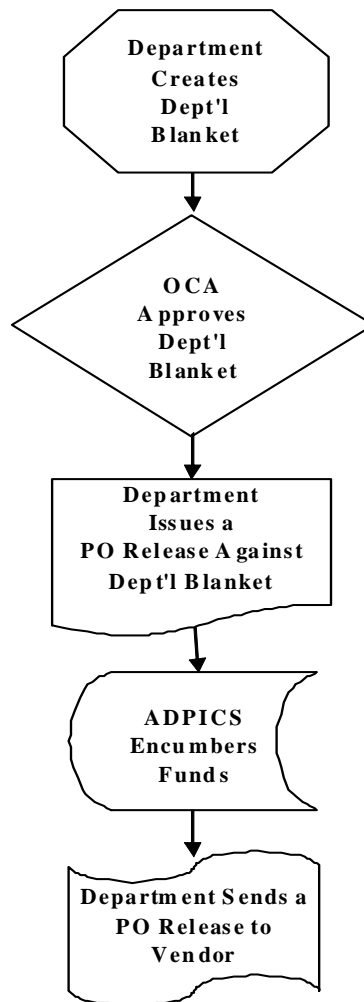 Department
Creates
Dept'l
Blanket
OCA
Approves
Dept'l
Blanket
Department
Issues a
PO Release Against
Dept'l Blanket
ADPICS
Encumbers
Funds
Department Sends a
PO Release to
Vendor